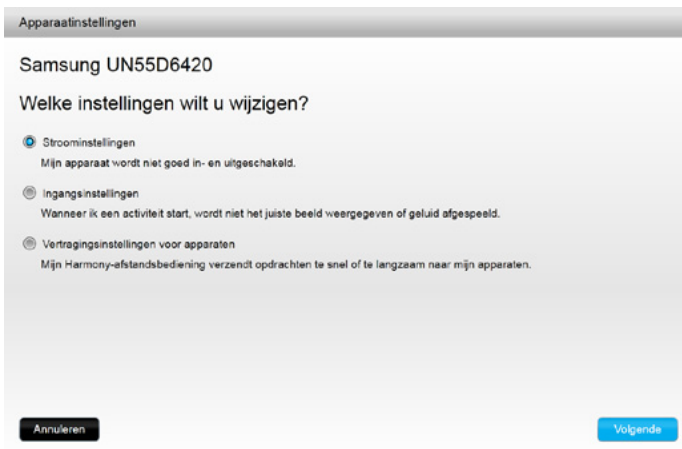 Apparaatinstellingen
Samsung UN55D6420
Welke instellingen wilt u wijzigen?
Stroominstellingen
Mijn apparaat wordt niet goed in- en uitgeschakeld.
Ingangsinstellingen
Wanneer ik een activiteit start, wordt niet het juiste beeld weergegeven of geluid afgespeeld.
Vertragingsinstellingen voor apparaten
Mijn Harmony-afstandsbediening verzendt opdrachten te snel of te langzaam naar mijn apparaten.
Annuleren
Volgende